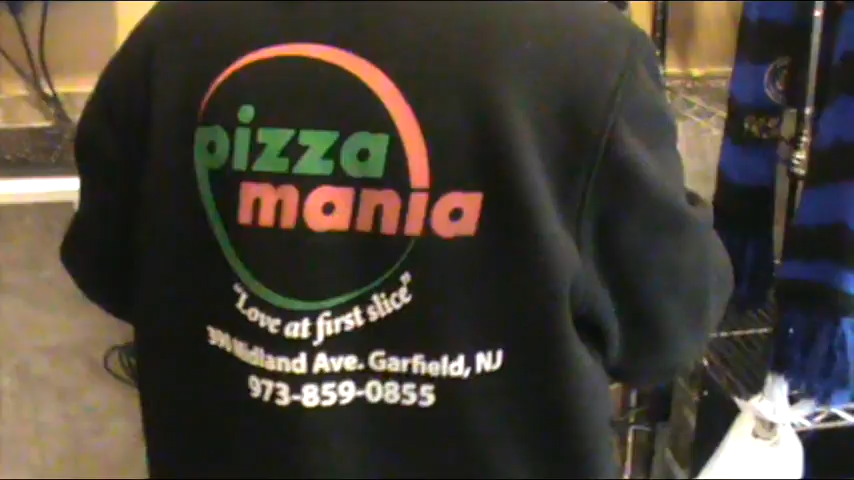 pizza
mania
"Love at first slice"
Midland Ave. Garfield, NJ
973-859-0855